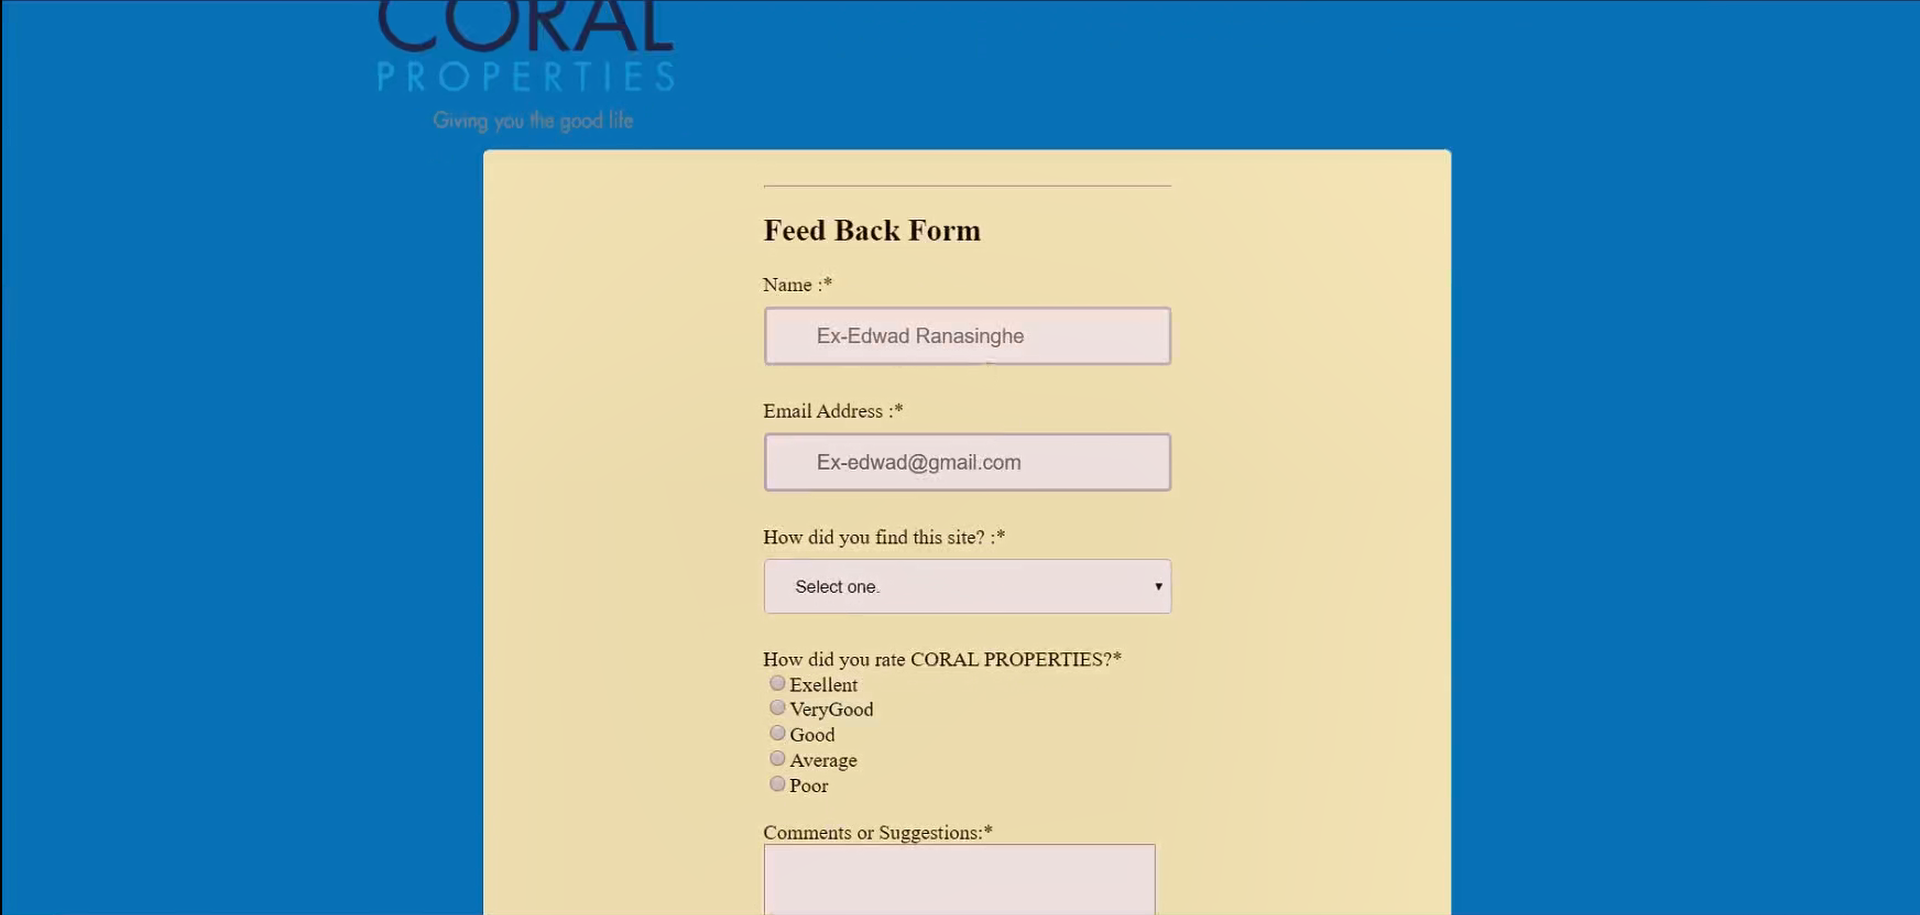 CORAL
PROPERTIES
Giving you the good life
Feed Back Form
Name :*
Ex-Edwad Ranasinghe
Email Address :*
Ex-edwad@gmail.com
How did you find this site? :*
Select one.
How did you rate CORAL PROPERTIES?*
Exellent
VeryGood
Good
Average
Poor
Comments or Suggestions:*